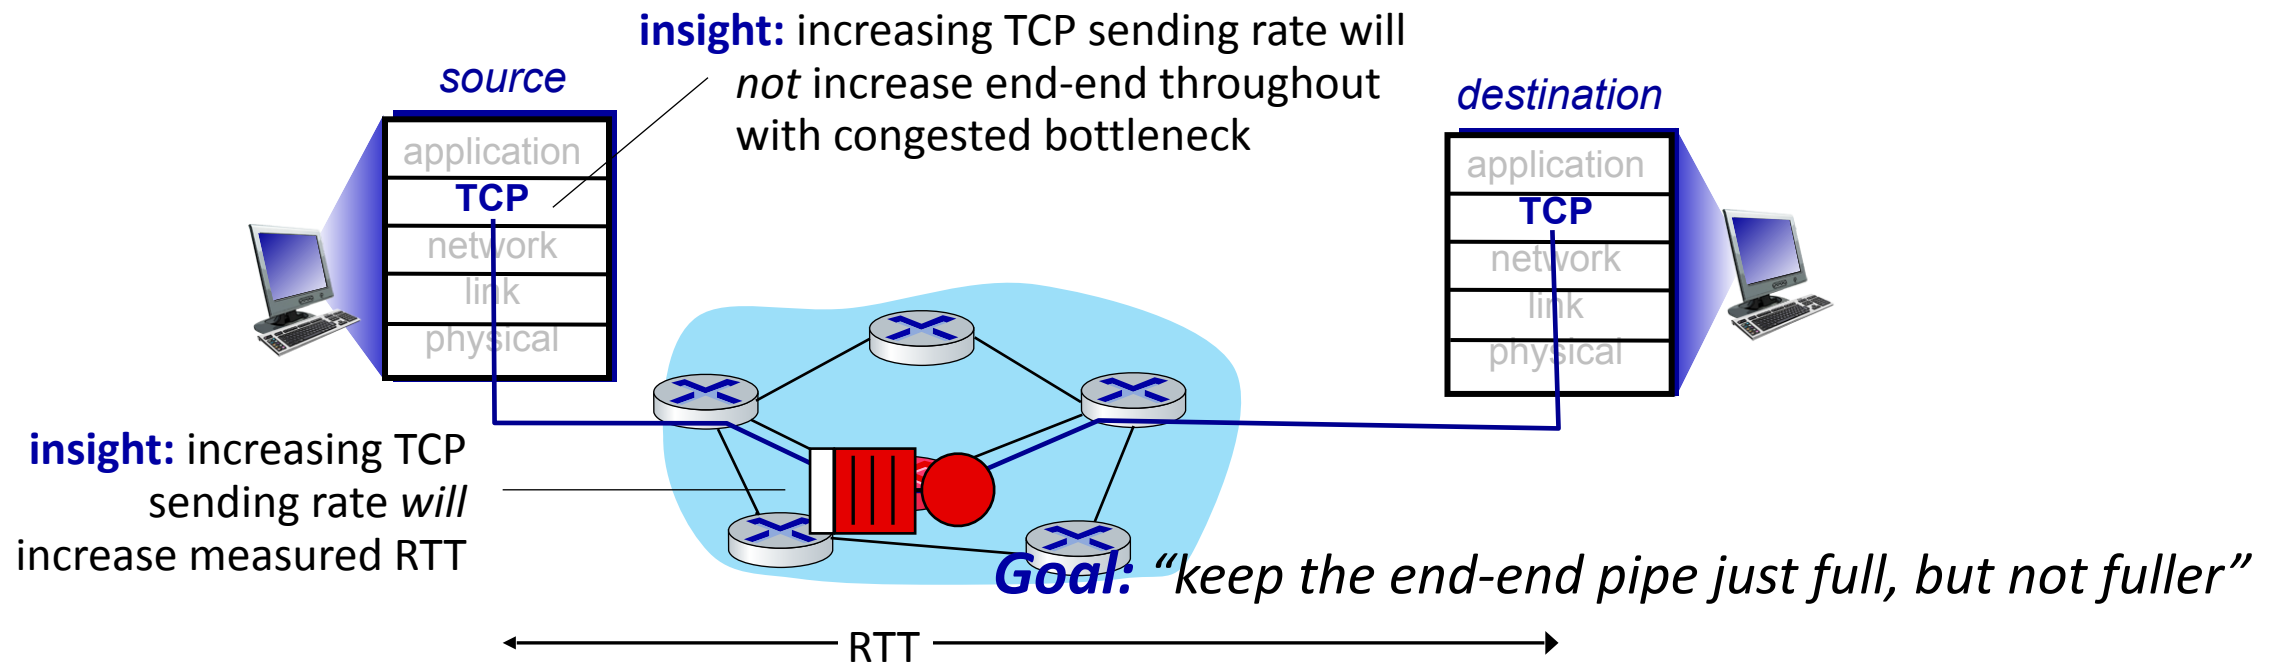 insight: increasing TCP sending rate will
not increase end-end throughout
with congested bottleneck
source
application
TCP
network
link
physical
destination
application
TCP
network
link
physical
insight: increasing TCP
sending rate will
increase measured RTT
Goal: “keep the end-end pipe just full, but not fuller”
RTT